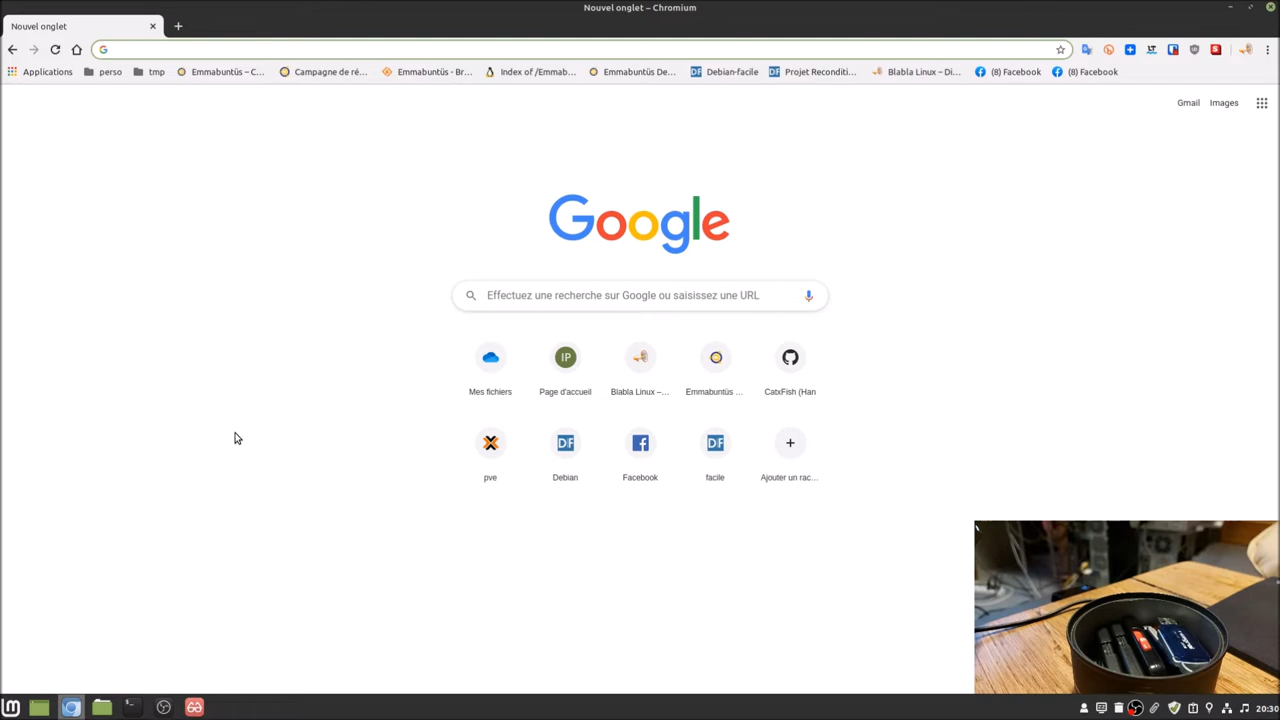 Nouvel onglet – Chromium
Nouvel onglet
Applications perso tmp Emmabuntüs – C... Campagne de ré... Emmabuntüs - Br... Index of /Emmab... Emmabuntüs De... Debian-facile Projet Reconditi... Blabla Linux – Di... (8) Facebook (8) Facebook
Gmail Images
Google
Effectuez une recherche sur Google ou saisissez une URL
IP
Mes fichiers Page d'accueil Blabla Linux –... Emmabuntüs ... CatxFish (Han
DF DF
pve Debian Facebook facile Ajouter un rac...
20:30